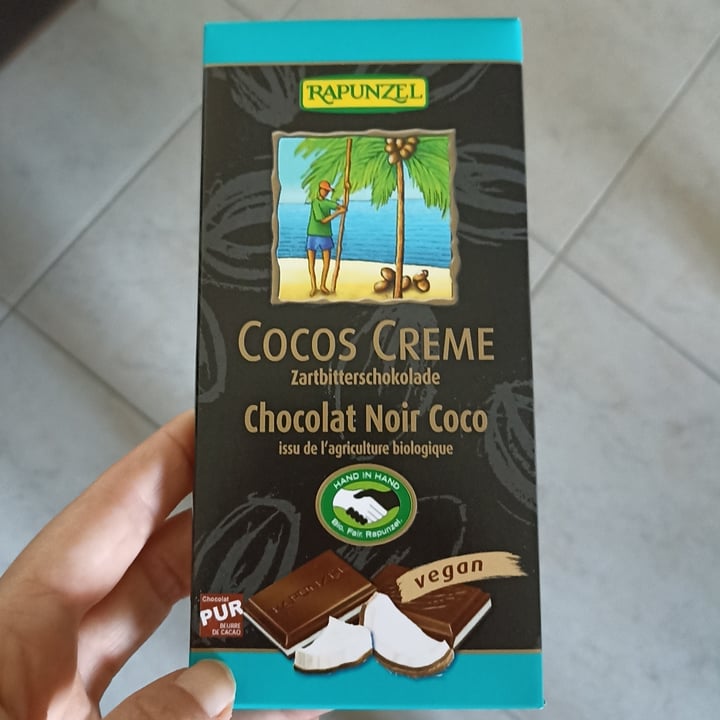 RAPUNZEL
COCOS CREME
Zartbitterschokolade
Chocolat Noir Coco
issu de l'agriculture biologique
HAND IN HAND
Bio. Fair. Rapunzel.
vegan
RAPUNZEL
Chocolat
PUR
BEURRE
DE CACAO